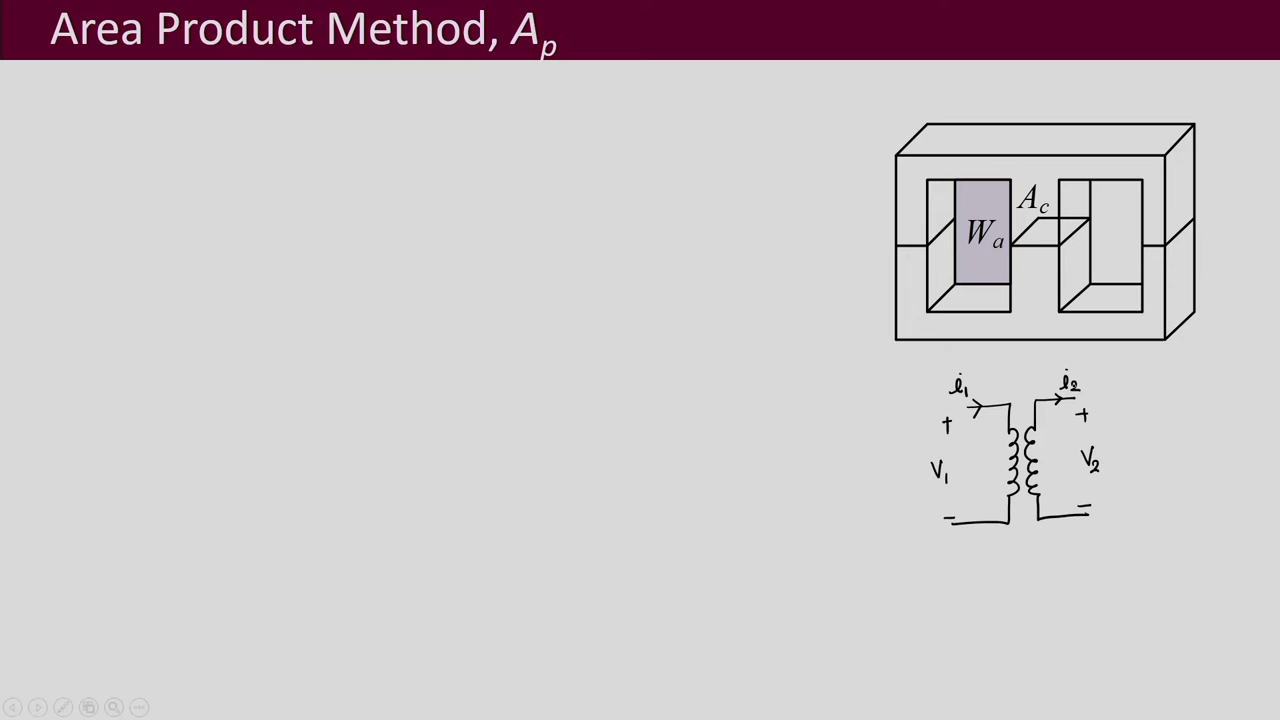 Area Product Method, Ap
Ac
Wa
i1
i2
+
+
V1
V2
−
−